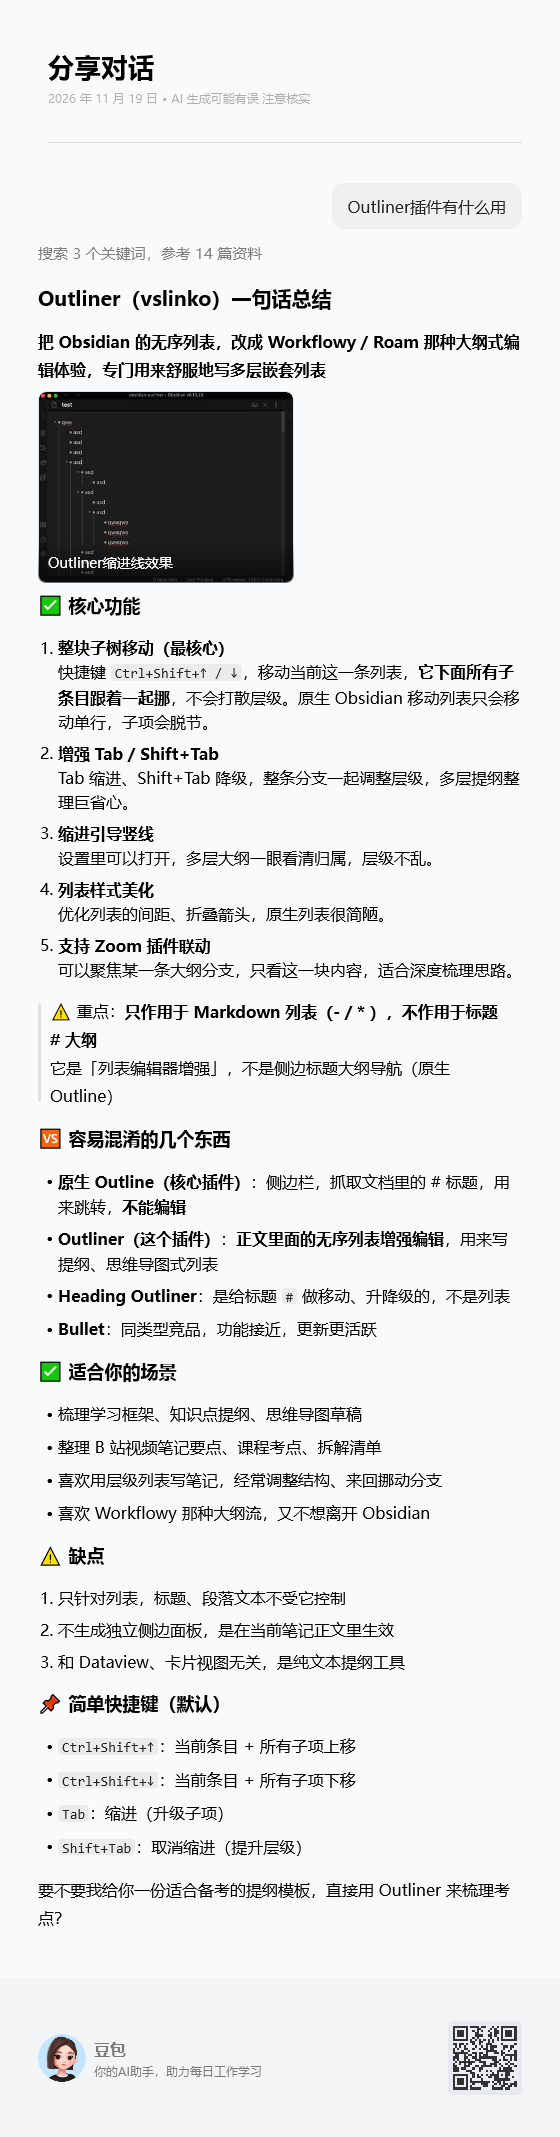 分享对话
2026 年 11 月 19 日 • AI 生成可能有误 注意核实
Outliner插件有什么用
搜索 3 个关键词，参考 14 篇资料
Outliner（vslinko）一句话总结
把 Obsidian 的无序列表，改成 Workflowy / Roam 那种大纲式编
辑体验，专门用来舒服地写多层嵌套列表
obsidian-outliner - Obsidian
test
qwe
asd
asd
asd
asd
asd
asd
asd
asd
asd
qweqwe
qweqwe
qweqwe
asd
Outliner缩进线效果
✅ 核心功能
1. 整块子树移动（最核心）
快捷键 Ctrl+Shift+↑ / ↓，移动当前这一条列表，它下面所有子
条目跟着一起挪，不会打散层级。原生 Obsidian 移动列表只会移
动单行，子项会脱节。
2. 增强 Tab / Shift+Tab
Tab 缩进、Shift+Tab 降级，整条分支一起调整层级，多层提纲整
理巨省心。
3. 缩进引导竖线
设置里可以打开，多层大纲一眼看清归属，层级不乱。
4. 列表样式美化
优化列表的间距、折叠箭头，原生列表很简陋。
5. 支持 Zoom 插件联动
可以聚焦某一条大纲分支，只看这一块内容，适合深度梳理思路。
⚠️ 重点：只作用于 Markdown 列表（- / * ），不作用于标题
# 大纲
它是「列表编辑器增强」，不是侧边标题大纲导航（原生
Outline）
🆚 容易混淆的几个东西
• 原生 Outline（核心插件）：侧边栏，抓取文档里的 # 标题，用
来跳转，不能编辑
• Outliner（这个插件）：正文里面的无序列表增强编辑，用来写
提纲、思维导图式列表
• Heading Outliner：是给标题 # 做移动、升降级的，不是列表
• Bullet：同类型竞品，功能接近，更新更活跃
✅ 适合你的场景
• 梳理学习框架、知识点提纲、思维导图草稿
• 整理 B 站视频笔记要点、课程考点、拆解清单
• 喜欢用层级列表写笔记，经常调整结构、来回挪动分支
• 喜欢 Workflowy 那种大纲流，又不想离开 Obsidian
⚠️ 缺点
1. 只针对列表，标题、段落文本不受它控制
2. 不生成独立侧边面板，是在当前笔记正文里生效
3. 和 Dataview、卡片视图无关，是纯文本提纲工具
📌 简单快捷键（默认）
• Ctrl+Shift+↑：当前条目 + 所有子项上移
• Ctrl+Shift+↓：当前条目 + 所有子项下移
• Tab：缩进（升级子项）
• Shift+Tab：取消缩进（提升层级）
要不要我给你一份适合备考的提纲模板，直接用 Outliner 来梳理考
点？
豆包
你的AI助手，助力每日工作学习